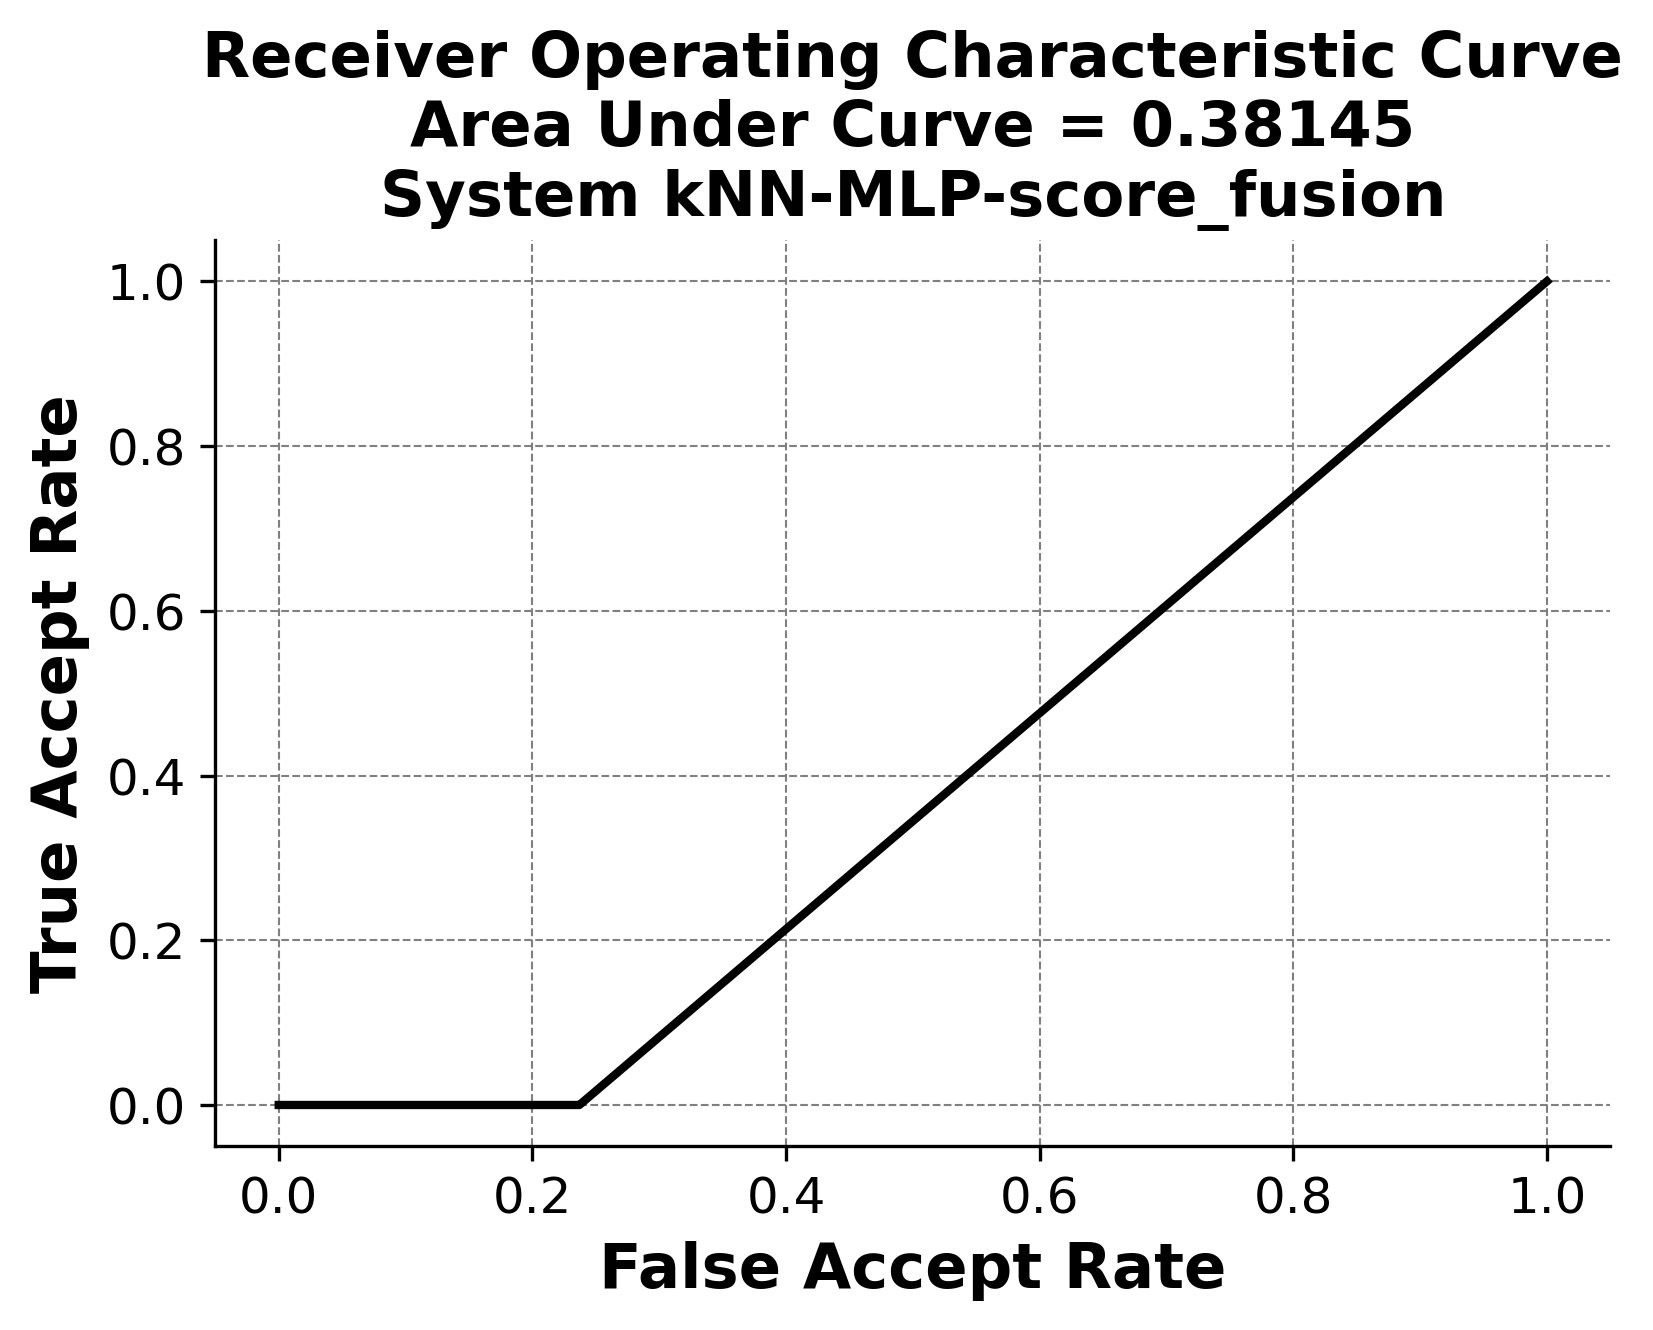 Receiver Operating Characteristic Curve
Area Under Curve = 0.38145
System kNN-MLP-score_fusion
1.0
0.8
0.6
0.4
0.2
0.0
True Accept Rate
0.0 0.2 0.4 0.6 0.8 1.0
False Accept Rate